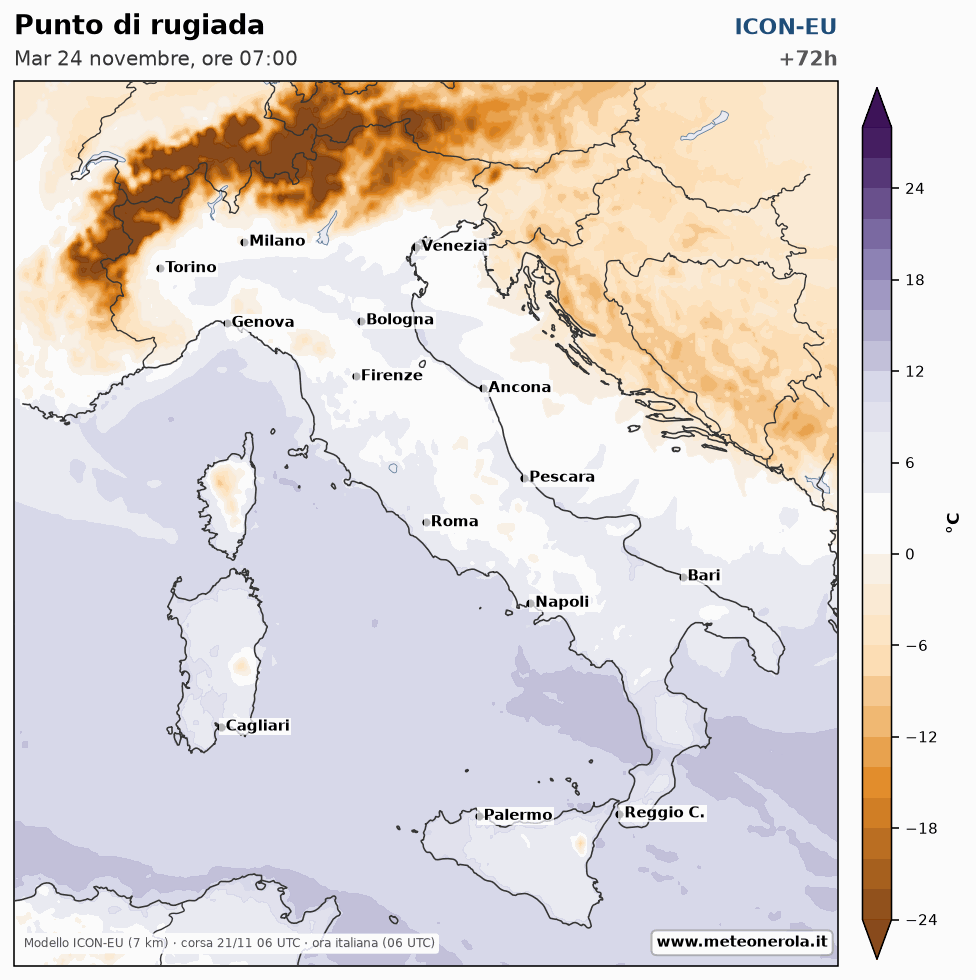 Punto di rugiada
ICON-EU
Mar 24 novembre, ore 07:00
+72h
Milano
Venezia
Torino
Genova
Bologna
Firenze
Ancona
Pescara
Roma
Bari
Napoli
Cagliari
Palermo
Reggio C.
24
18
12
6
0
−6
−12
−18
−24
°C
Modello ICON-EU (7 km) · corsa 21/11 06 UTC · ora italiana (06 UTC)
www.meteonerola.it